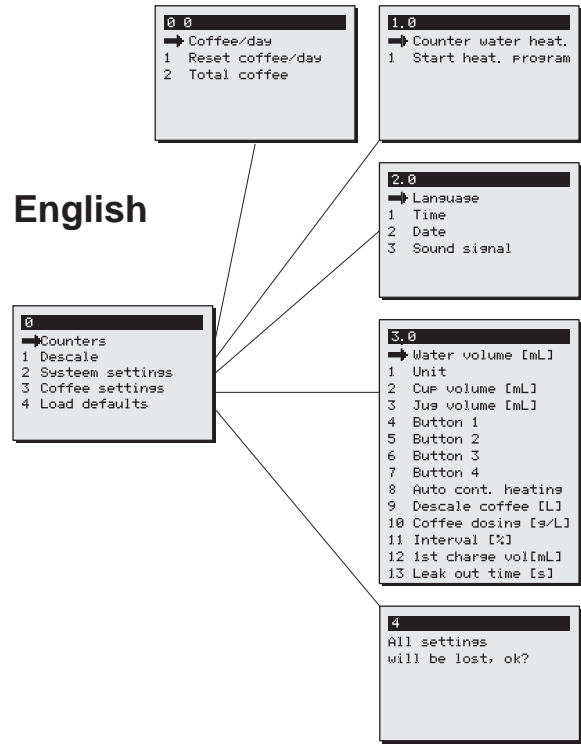 0 0
Coffee/day
1 Reset coffee/day
2 Total coffee
1.0
Counter water heat.
1 Start heat. program
English
2.0
Language
1 Time
2 Date
3 Sound signal
0
Counters
1 Descale
2 Systeem settings
3 Coffee settings
4 Load defaults
3.0
Water volume [mL]
1 Unit
2 Cup volume [mL]
3 Jug volume [mL]
4 Button 1
5 Button 2
6 Button 3
7 Button 4
8 Auto cont. heating
9 Descale coffee [L]
10 Coffee dosing [g/L]
11 Interval [%]
12 1st charge vol[mL]
13 Leak out time [s]
4
All settings
will be lost, ok?